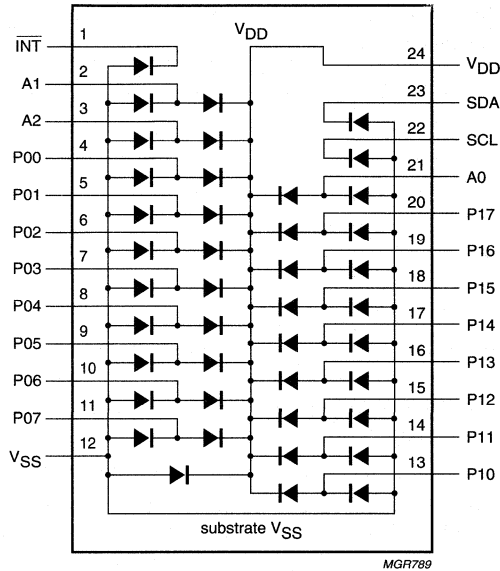 1
INT
2
A1
3
A2
4
P00
5
P01
6
P02
7
P03
8
P04
9
P05
10
P06
11
P07
12
VSS
VDD
24
VDD
23
SDA
22
SCL
21
A0
20
P17
19
P16
18
P15
17
P14
16
P13
15
P12
14
P11
13
P10
substrate VSS
MGR789